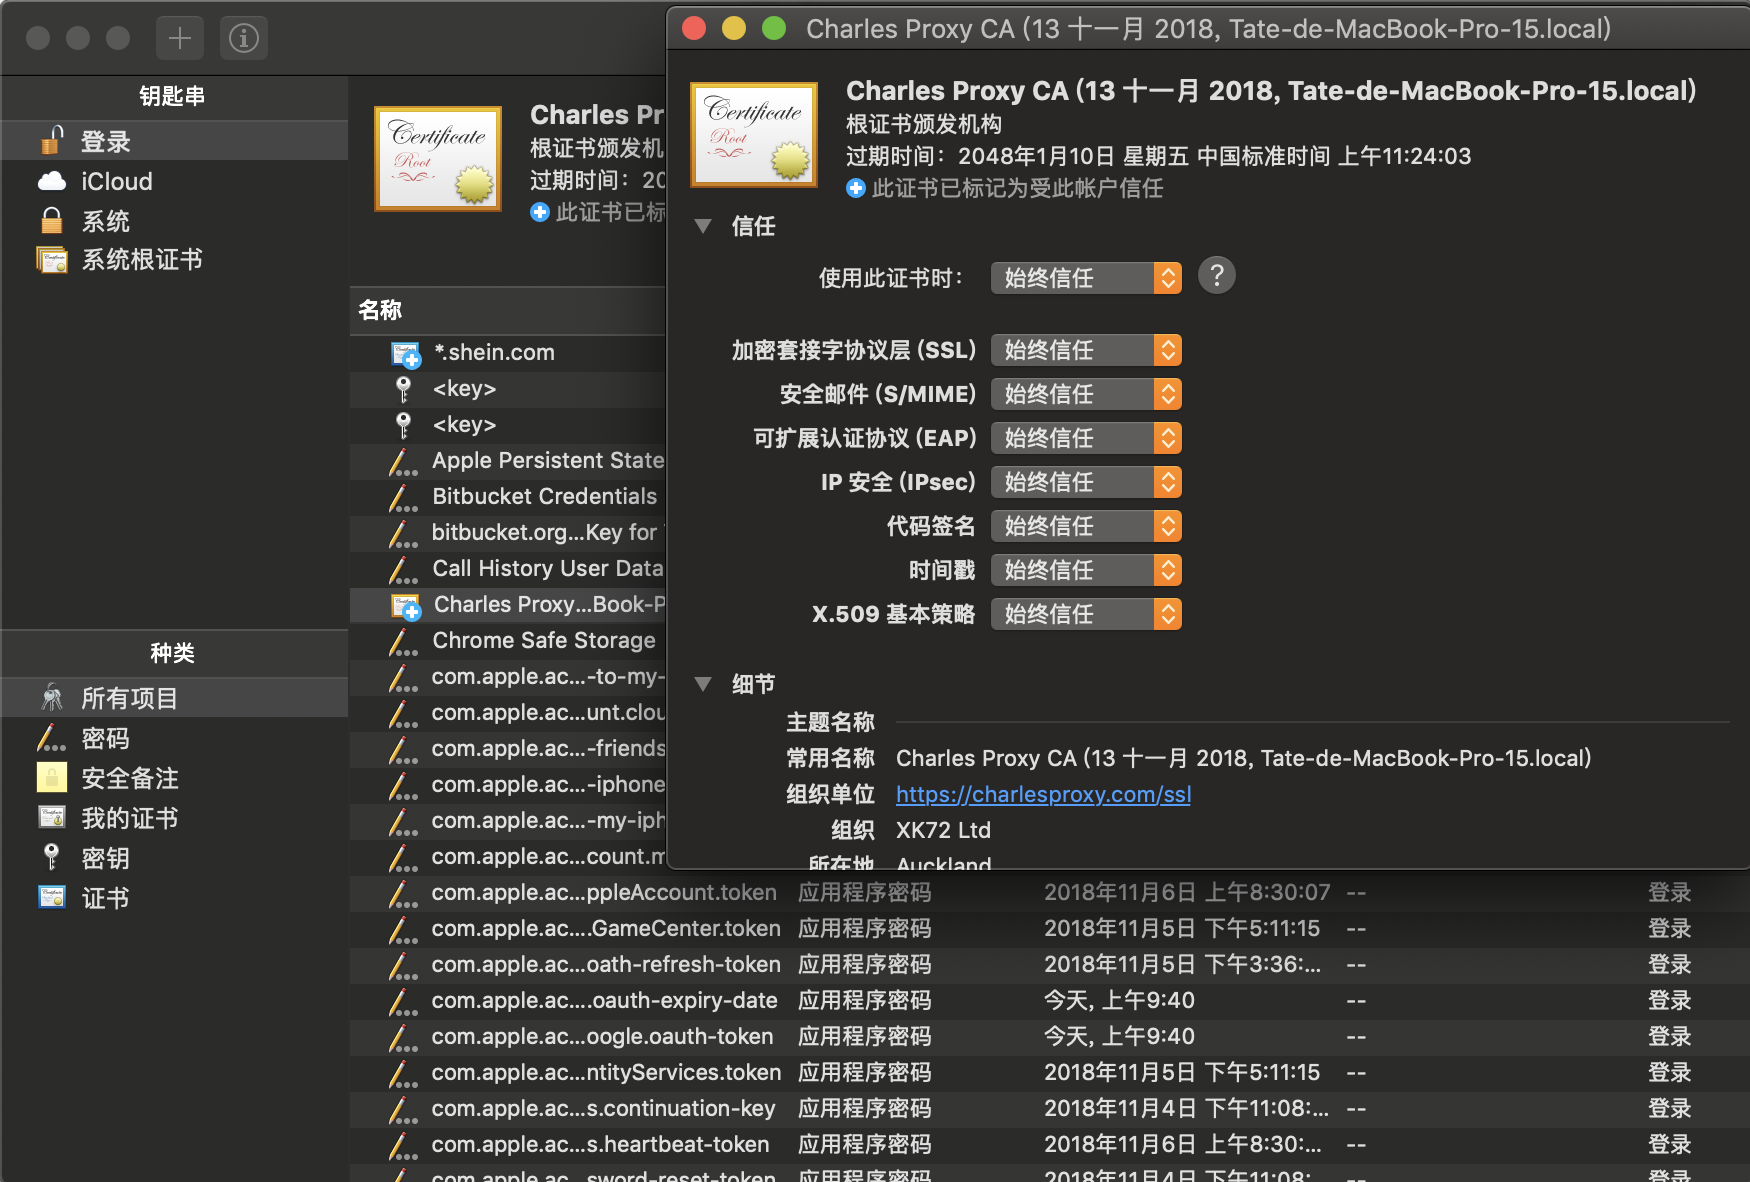 Charles Proxy CA (13 十一月 2018, Tate-de-MacBook-Pro-15.local)
钥匙串
登录
iCloud
系统
系统根证书
种类
所有项目
密码
安全备注
我的证书
密钥
证书
Certificate
Root
Charles Pr
根证书颁发机
过期时间：20
此证书已标
Certificate
Root
Charles Proxy CA (13 十一月 2018, Tate-de-MacBook-Pro-15.local)
根证书颁发机构
过期时间：2048年1月10日 星期五 中国标准时间 上午11:24:03
此证书已标记为受此帐户信任
信任
使用此证书时： 始终信任 ?
加密套接字协议层 (SSL) 始终信任
安全邮件 (S/MIME) 始终信任
可扩展认证协议 (EAP) 始终信任
IP 安全 (IPsec) 始终信任
代码签名 始终信任
时间戳 始终信任
X.509 基本策略 始终信任
细节
主题名称
常用名称 Charles Proxy CA (13 十一月 2018, Tate-de-MacBook-Pro-15.local)
组织单位 https://charlesproxy.com/ssl
组织 XK72 Ltd
所在地 Auckland
名称
*.shein.com
<key>
<key>
Apple Persistent State
Bitbucket Credentials
bitbucket.org...Key for
Call History User Data
Charles Proxy...Book-P
Chrome Safe Storage
com.apple.ac...-to-my-
com.apple.ac...unt.clou
com.apple.ac...-friends
com.apple.ac...-iphone
com.apple.ac...-my-iph
com.apple.ac...count.m
com.apple.ac...ppleAccount.token 应用程序密码 2018年11月6日 上午8:30:07 -- 登录
com.apple.ac....GameCenter.token 应用程序密码 2018年11月5日 下午5:11:15 -- 登录
com.apple.ac...oath-refresh-token 应用程序密码 2018年11月5日 下午3:36:... -- 登录
com.apple.ac....oauth-expiry-date 应用程序密码 今天, 上午9:40 -- 登录
com.apple.ac...oogle.oauth-token 应用程序密码 今天, 上午9:40 -- 登录
com.apple.ac...ntityServices.token 应用程序密码 2018年11月5日 下午5:11:15 -- 登录
com.apple.ac...s.continuation-key 应用程序密码 2018年11月4日 下午11:08:... -- 登录
com.apple.ac...s.heartbeat-token 应用程序密码 2018年11月6日 上午8:30:... -- 登录
com.apple.ac...sword-reset-token 应用程序密码 2018年11月4日 下午11:08: -- 登录